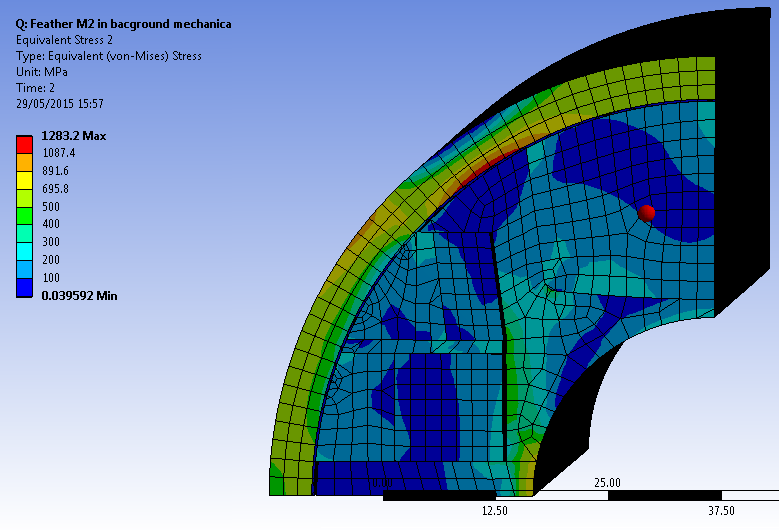 Q: Feather M2 in bacground mechanica
Equivalent Stress 2
Type: Equivalent (von-Mises) Stress
Unit: MPa
Time: 2
29/05/2015 15:57
1283.2 Max
1087.4
891.6
695.8
500
400
300
200
100
0.039592 Min
0.00 25.00
12.50 37.50